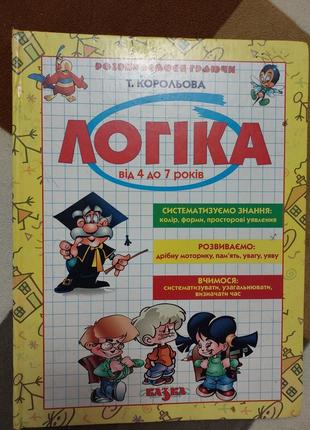 РОЗВИВАЄМОСЯ ГРАЮЧИ
Т. КОРОЛЬОВА
ЛОГІКА
від 4 до 7 років
СИСТЕМАТИЗУЄМО ЗНАННЯ:
колір, форми, просторові уявлення
РОЗВИВАЄМО:
дрібну моторику, пам'ять, увагу, уяву
ВЧИМОСЯ:
систематизувати, узагальнювати,
визначати час
КАЗКА